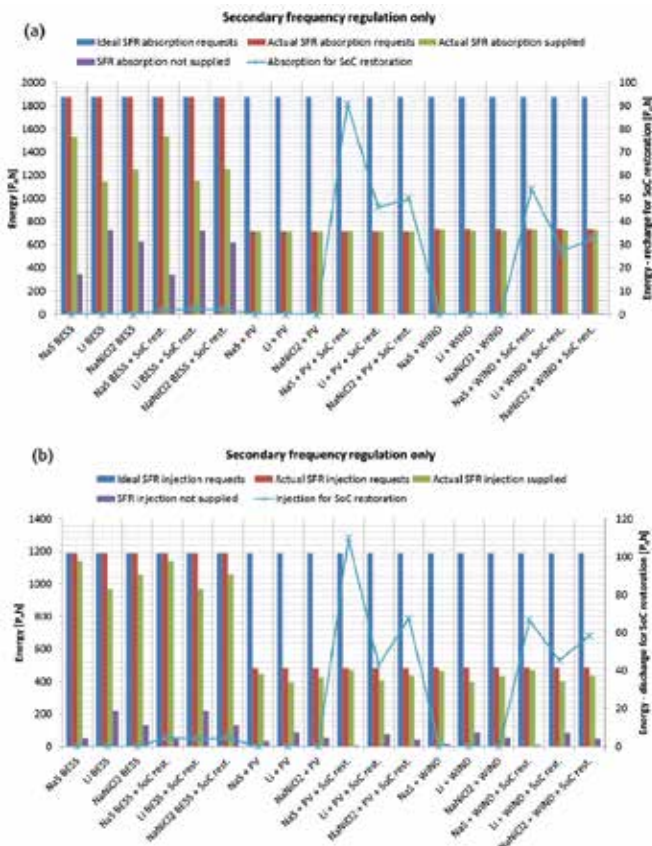 Secondary frequency regulation only
(a)
Ideal SFR absorption requests
Actual SFR absorption requests
Actual SFR absorption supplied
SFR absorption not supplied
Absorption for SoC restoration
2000
1800
1600
1400
1200
1000
800
600
400
200
0
Energy [Pₙh]
100
90
80
70
60
50
40
30
20
10
0
Energy - recharge for SoC restoration [Pₙh]
NaS BESS
Li BESS
NaNiCl2 BESS
NaS BESS + SoC rest.
Li BESS + SoC rest.
NaNiCl2 BESS + SoC rest.
NaS + PV
Li + PV
NaNiCl2 + PV
NaS + PV + SoC rest.
Li + PV + SoC rest.
NaNiCl2 + PV + SoC rest.
NaS + WIND
Li + WIND
NaNiCl2 + WIND
NaS + WIND + SoC rest.
Li + WIND + SoC rest.
NaNiCl2 + WIND + SoC rest.
(b)
Secondary frequency regulation only
Ideal SFR injection requests
Actual SFR injection requests
Actual SFR injection supplied
SFR injection not supplied
Injection for SoC restoration
1400
1200
1000
800
600
400
200
0
Energy [Pₙh]
120
100
80
60
40
20
0
Energy - discharge for SoC restoration [Pₙh]
NaS BESS
Li BESS
NaNiCl2 BESS
NaS BESS + SoC rest.
Li BESS + SoC rest.
NaNiCl2 BESS + SoC rest.
NaS + PV
Li + PV
NaNiCl2 + PV
NaS + PV + SoC rest.
Li + PV + SoC rest.
NaNiCl2 + PV + SoC rest.
NaS + WIND
Li + WIND
NaNiCl2 + WIND
NaS + WIND + SoC rest.
Li + WIND + SoC rest.
NaNiCl2 + WIND + SoC rest.